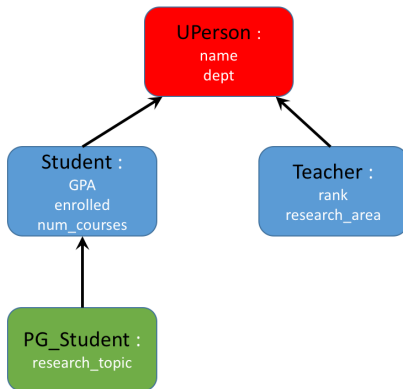 UPerson :
name
dept
Student :
GPA
enrolled
num_courses
Teacher :
rank
research_area
PG_Student :
research_topic